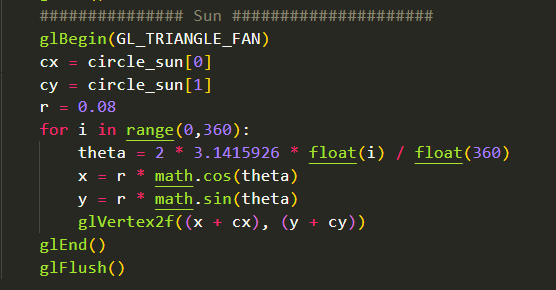 ############### Sun #####################
glBegin(GL_TRIANGLE_FAN)
cx = circle_sun[0]
cy = circle_sun[1]
r = 0.08
for i in range(0,360):
    theta = 2 * 3.1415926 * float(i) / float(360)
    x = r * math.cos(theta)
    y = r * math.sin(theta)
    glVertex2f((x + cx), (y + cy))
glEnd()
glFlush()